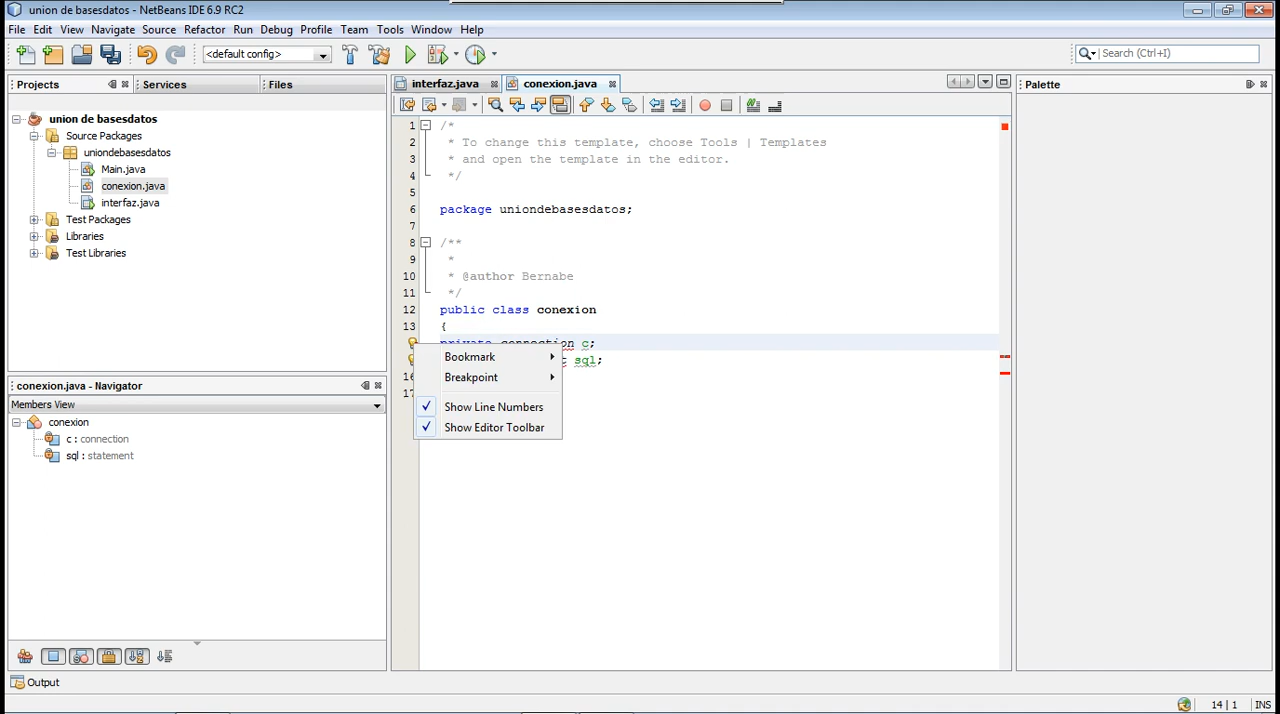 union de basesdatos - NetBeans IDE 6.9 RC2
File Edit View Navigate Source Refactor Run Debug Profile Team Tools Window Help
<default config>
Search (Ctrl+I)
Projects
Services
Files
interfaz.java
conexion.java
Palette
union de basesdatos
Source Packages
uniondebasesdatos
Main.java
conexion.java
interfaz.java
Test Packages
Libraries
Test Libraries
1 /*
2 * To change this template, choose Tools | Templates
3 * and open the template in the editor.
4 */
5
6 package uniondebasesdatos;
7
8 /**
9 *
10 * @author Bernabe
11 */
12 public class conexion
13 {
private connection c;
sql;
16
17
Bookmark
Breakpoint
Show Line Numbers
Show Editor Toolbar
conexion.java - Navigator
Members View
conexion
c : connection
sql : statement
Output
14 | 1 INS